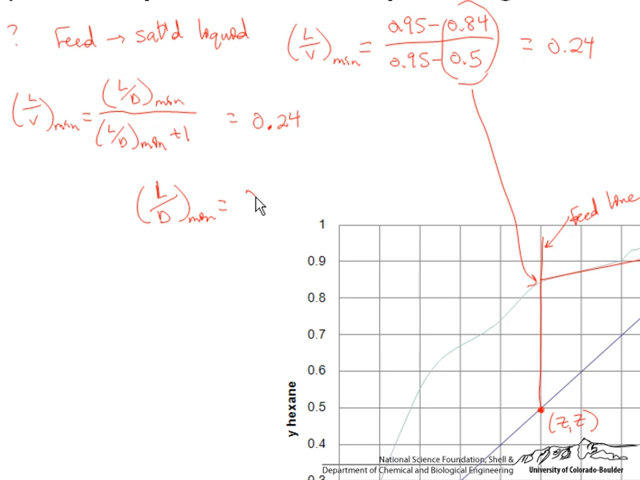 ? Feed → sat'd liquid
(L/V)min = 0.95-0.84 / 0.95-0.5 = 0.24
(L/V)min = (L/D)min / (L/D)min +1 = 0.24
(L/D)min =
Feed line
1
0.9
0.8
0.7
0.6
0.5
0.4
0.3
y hexane
(z,z)
National Science Foundation, Shell &
Department of Chemical and Biological Engineering
University of Colorado-Boulder